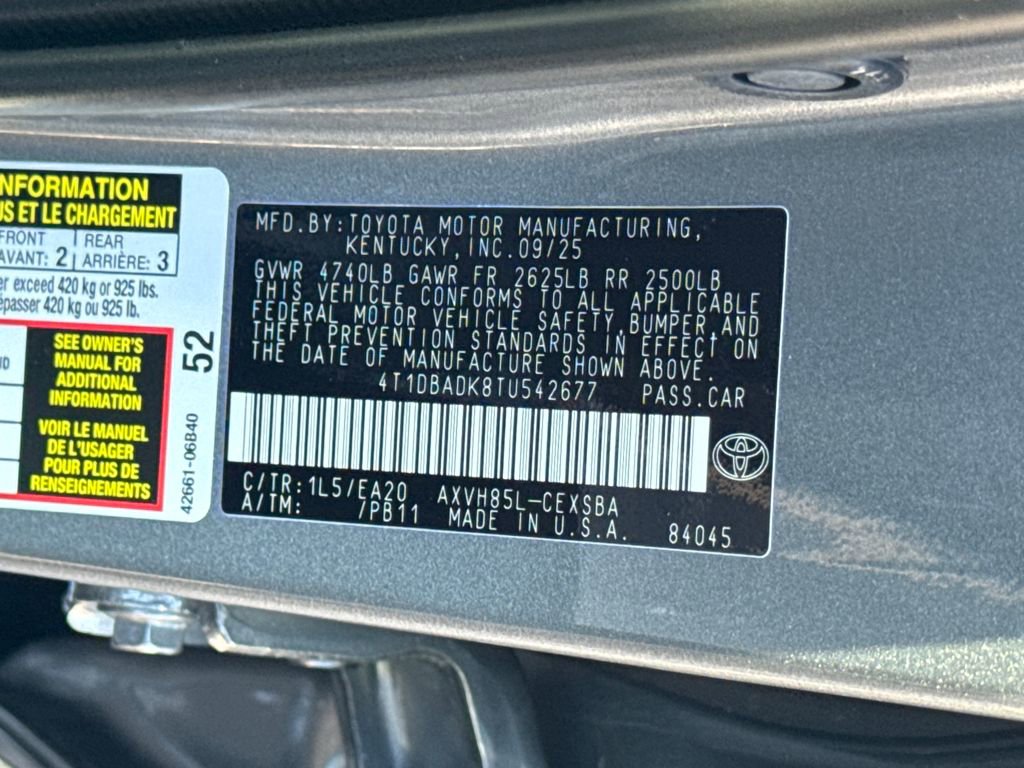 NFORMATION
US ET LE CHARGEMENT
FRONT
AVANT: 2
REAR
ARRIÈRE: 3
er exceed 420 kg or 925 lbs.
épasser 420 kg ou 925 lb.
SEE OWNER'S
MANUAL FOR
ADDITIONAL
INFORMATION
VOIR LE MANUEL
DE L'USAGER
POUR PLUS DE
RENSEIGNEMENTS
52
42661-06B40
MFD.BY:TOYOTA MOTOR MANUFACTURING,
KENTUCKY,INC.09/25
GVWR 4740LB GAWR FR 2625LB RR 2500LB
THIS VEHICLE CONFORMS TO ALL APPLICABLE
FEDERAL MOTOR VEHICLE SAFETY,BUMPER,AND
THEFT PREVENTION STANDARDS IN EFFECT ON
THE DATE OF MANUFACTURE SHOWN ABOVE.
4T1DBADK8TU542677 PASS.CAR
C/TR:1L5/EA20 AXVH85L-CEXSBA
A/TM: /PB11 MADE IN U.S.A. 84045